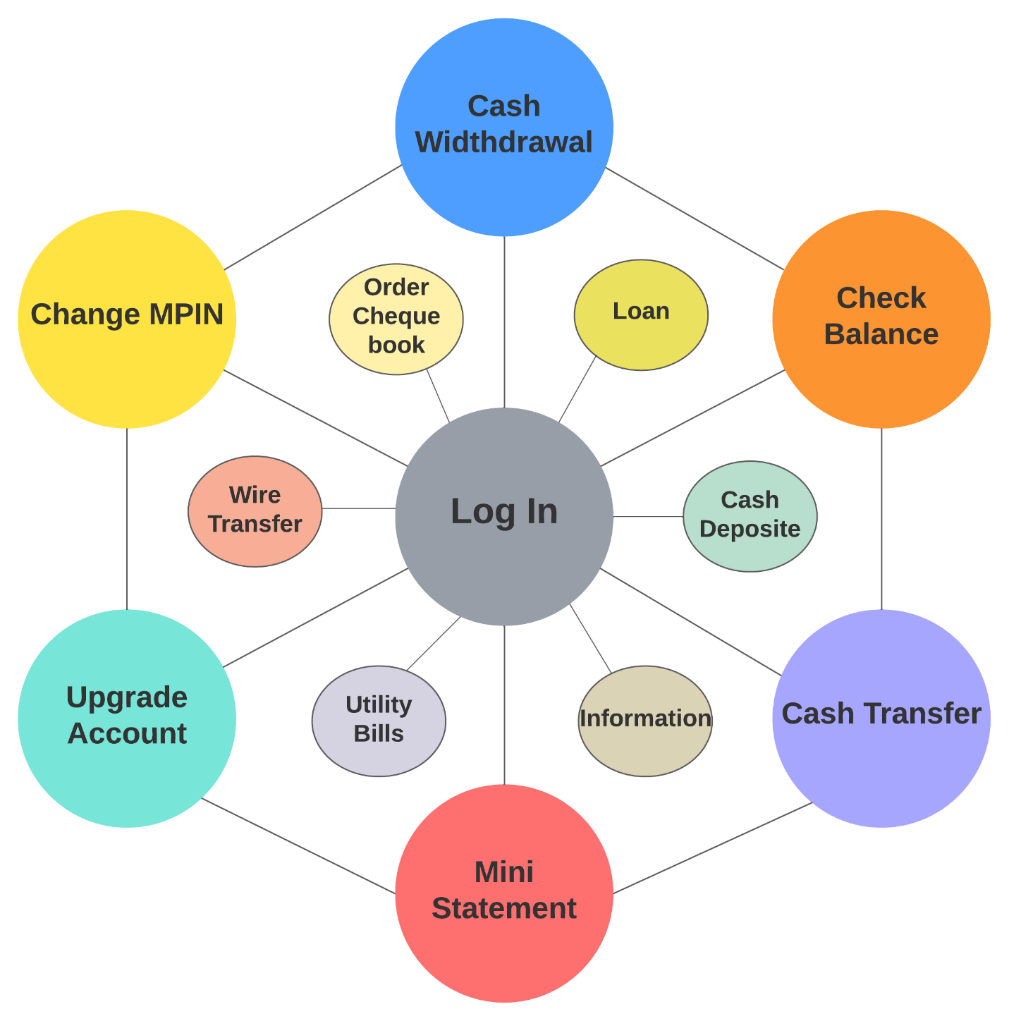 Cash
Widthdrawal
Change MPIN
Order
Cheque
book
Loan
Check
Balance
Wire
Transfer
Log In
Cash
Deposite
Upgrade
Account
Utility
Bills
Information
Cash Transfer
Mini
Statement